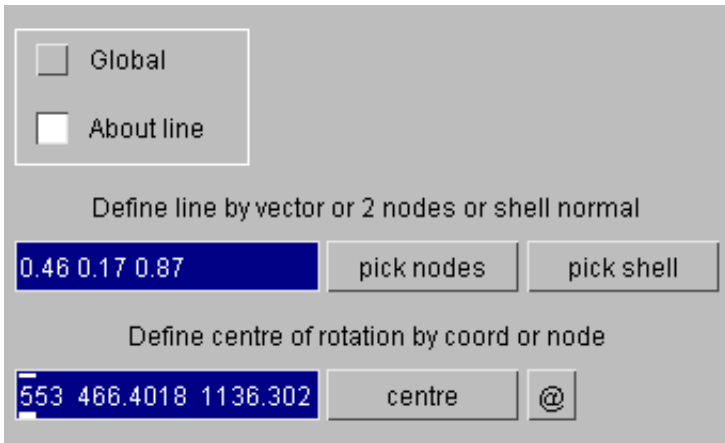 Global
About line
Define line by vector or 2 nodes or shell normal
0.46 0.17 0.87 pick nodes pick shell
Define centre of rotation by coord or node
553 466.4018 1136.302 centre @